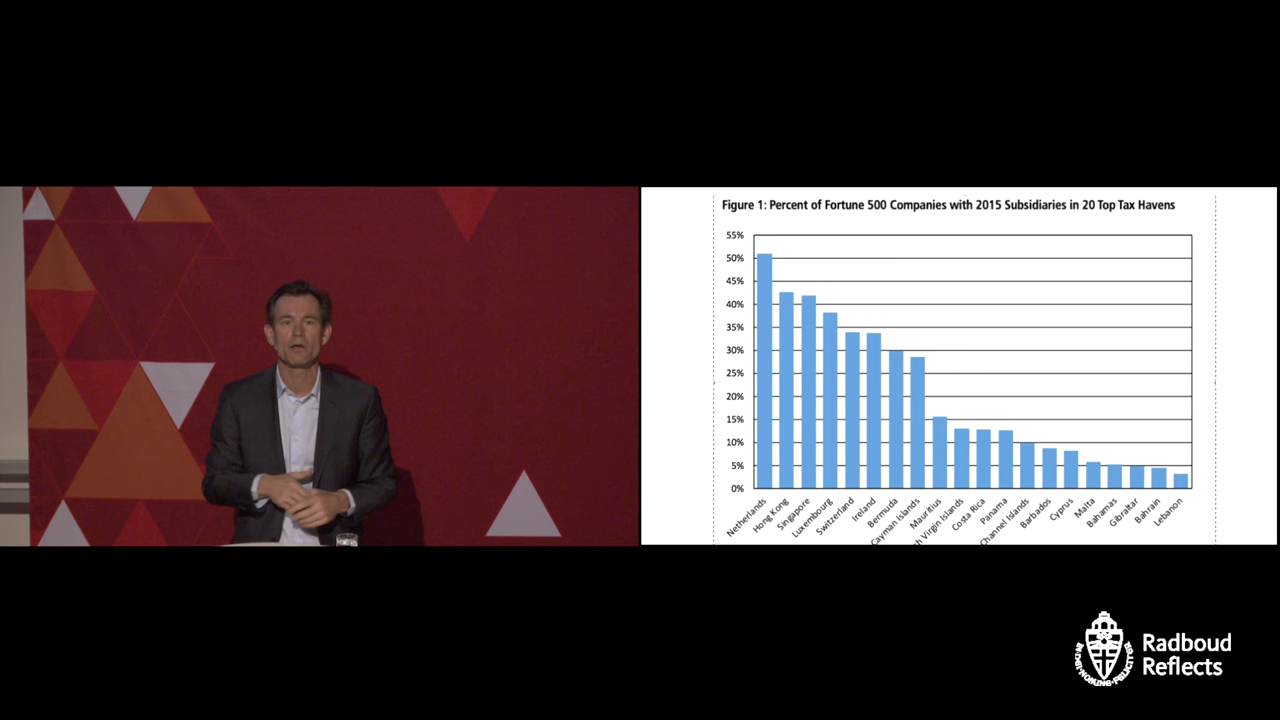 Figure 1: Percent of Fortune 500 Companies with 2015 Subsidiaries in 20 Top Tax Havens
55%
50%
45%
40%
35%
30%
25%
20%
15%
10%
5%
0%
Netherlands
Hong Kong
Singapore
Luxembourg
Switzerland
Ireland
Bermuda
Cayman Islands
Mauritius
h Virgin Islands
Costa Rica
Panama
Channel Islands
Barbados
Cyprus
Malta
Bahamas
Gibraltar
Bahrain
Lebanon
Radboud
Reflects